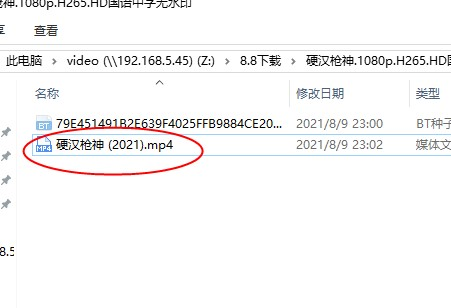 枪神.1080p.H265.HD国语中字无水印
查看
此电脑 › video (\\192.168.5.45) (Z:) › 8.8下载 › 硬汉枪神.1080p.H265.HD国
名称 修改日期 类型
79E451491B2E639F4025FFB9884CE20... 2021/8/9 23:00 BT种子
硬汉枪神 (2021).mp4 2021/8/9 23:02 媒体文
8.5